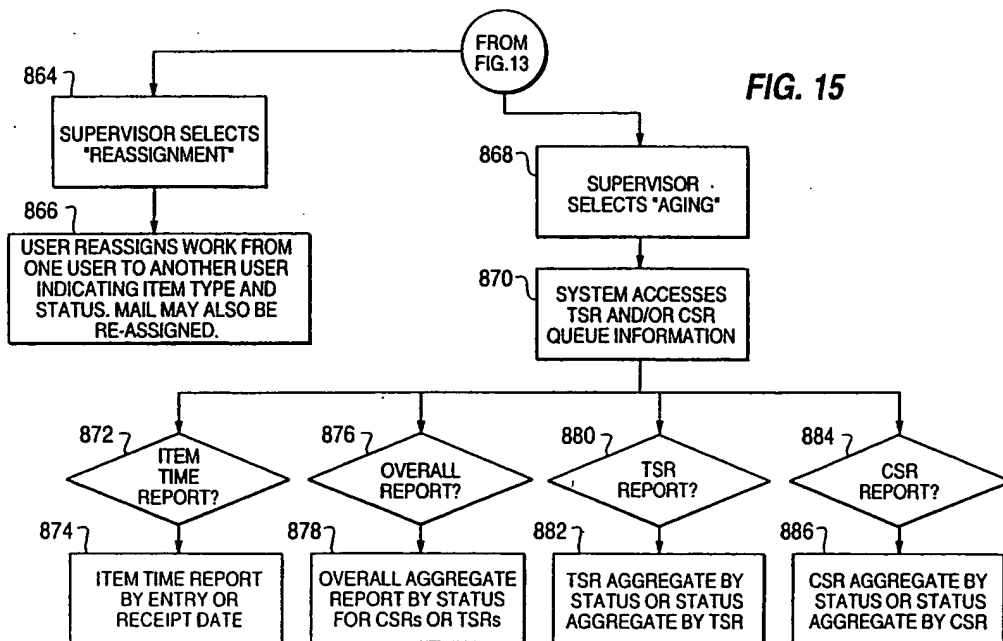 FROM
FIG.13
FIG. 15
864
SUPERVISOR SELECTS
"REASSIGNMENT"
866
USER REASSIGNS WORK FROM
ONE USER TO ANOTHER USER
INDICATING ITEM TYPE AND
STATUS. MAIL MAY ALSO BE
RE-ASSIGNED.
868
SUPERVISOR
SELECTS "AGING"
870
SYSTEM ACCESSES
TSR AND/OR CSR
QUEUE INFORMATION
872
ITEM
TIME
REPORT?
876
OVERALL
REPORT?
880
TSR
REPORT?
884
CSR
REPORT?
874
ITEM TIME REPORT
BY ENTRY OR
RECEIPT DATE
878
OVERALL AGGREGATE
REPORT BY STATUS
FOR CSRs OR TSRs
882
TSR AGGREGATE BY
STATUS OR STATUS
AGGREGATE BY TSR
886
CSR AGGREGATE BY
STATUS OR STATUS
AGGREGATE BY CSR